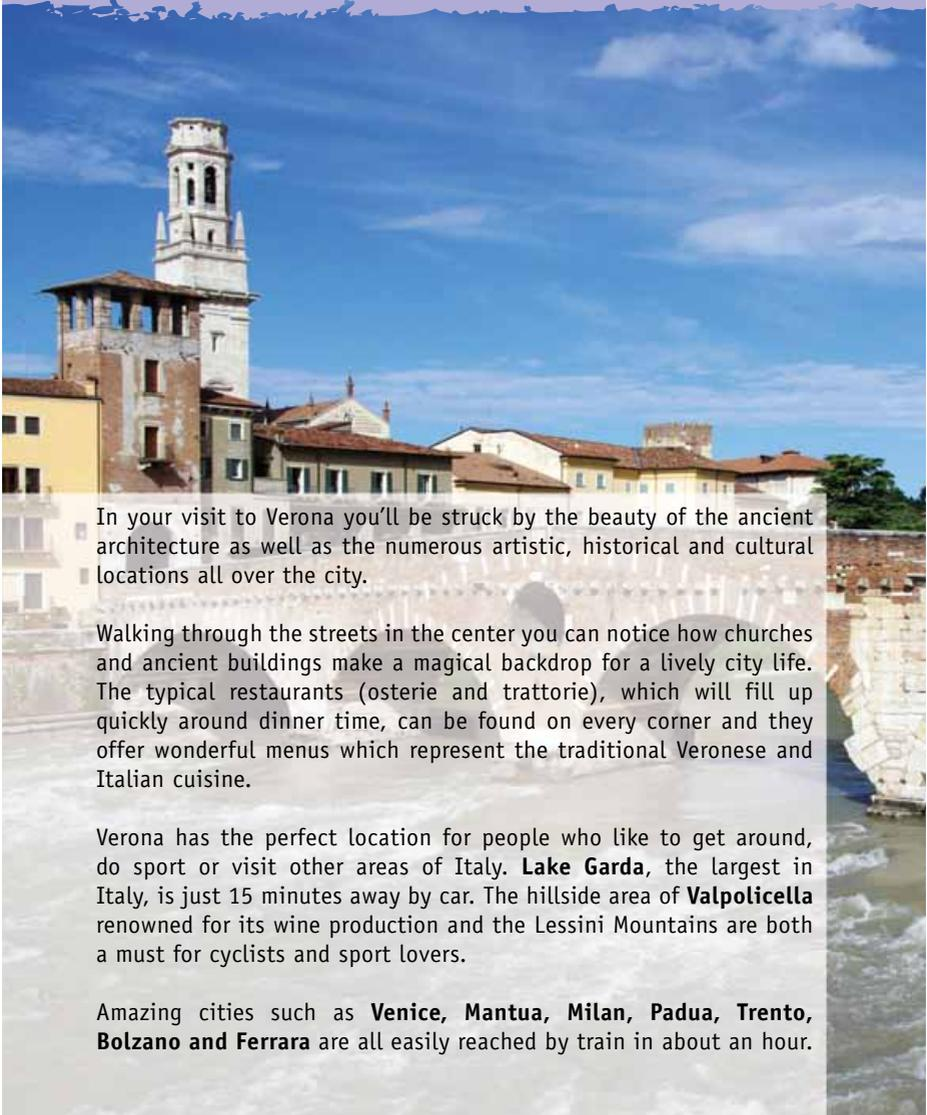 In your visit to Verona you'll be struck by the beauty of the ancient
architecture as well as the numerous artistic, historical and cultural
locations all over the city.
Walking through the streets in the center you can notice how churches
and ancient buildings make a magical backdrop for a lively city life.
The typical restaurants (osterie and trattorie), which will fill up
quickly around dinner time, can be found on every corner and they
offer wonderful menus which represent the traditional Veronese and
Italian cuisine.
Verona has the perfect location for people who like to get around,
do sport or visit other areas of Italy. Lake Garda, the largest in
Italy, is just 15 minutes away by car. The hillside area of Valpolicella
renowned for its wine production and the Lessini Mountains are both
a must for cyclists and sport lovers.
Amazing cities such as Venice, Mantua, Milan, Padua, Trento,
Bolzano and Ferrara are all easily reached by train in about an hour.